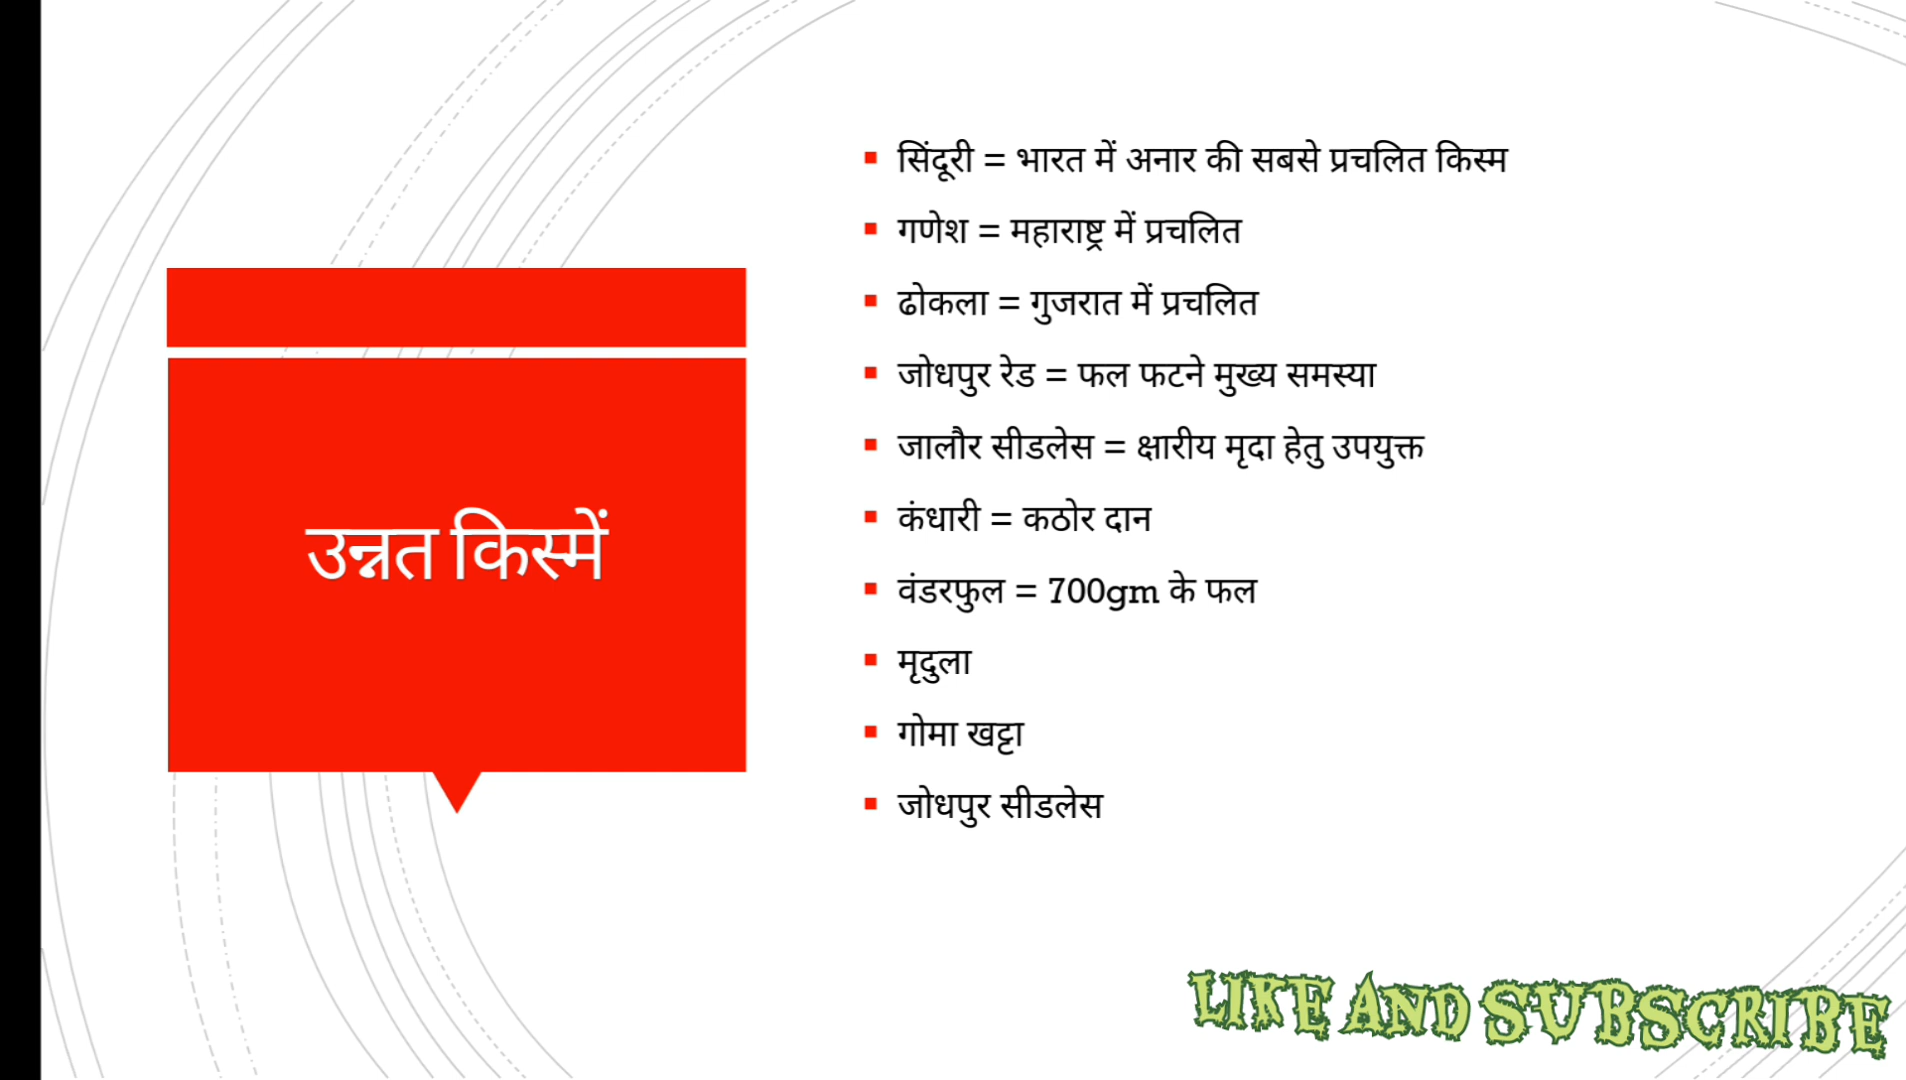 उन्नत किस्में
सिंदूरी = भारत में अनार की सबसे प्रचलित किस्म
गणेश = महाराष्ट्र में प्रचलित
ढोकला = गुजरात में प्रचलित
जोधपुर रेड = फल फटने मुख्य समस्या
जालौर सीडलेस = क्षारीय मृदा हेतु उपयुक्त
कंधारी = कठोर दान
वंडरफुल = 700gm के फल
मृदुला
गोमा खट्टा
जोधपुर सीडलेस
LIKE AND SUBSCRIBE